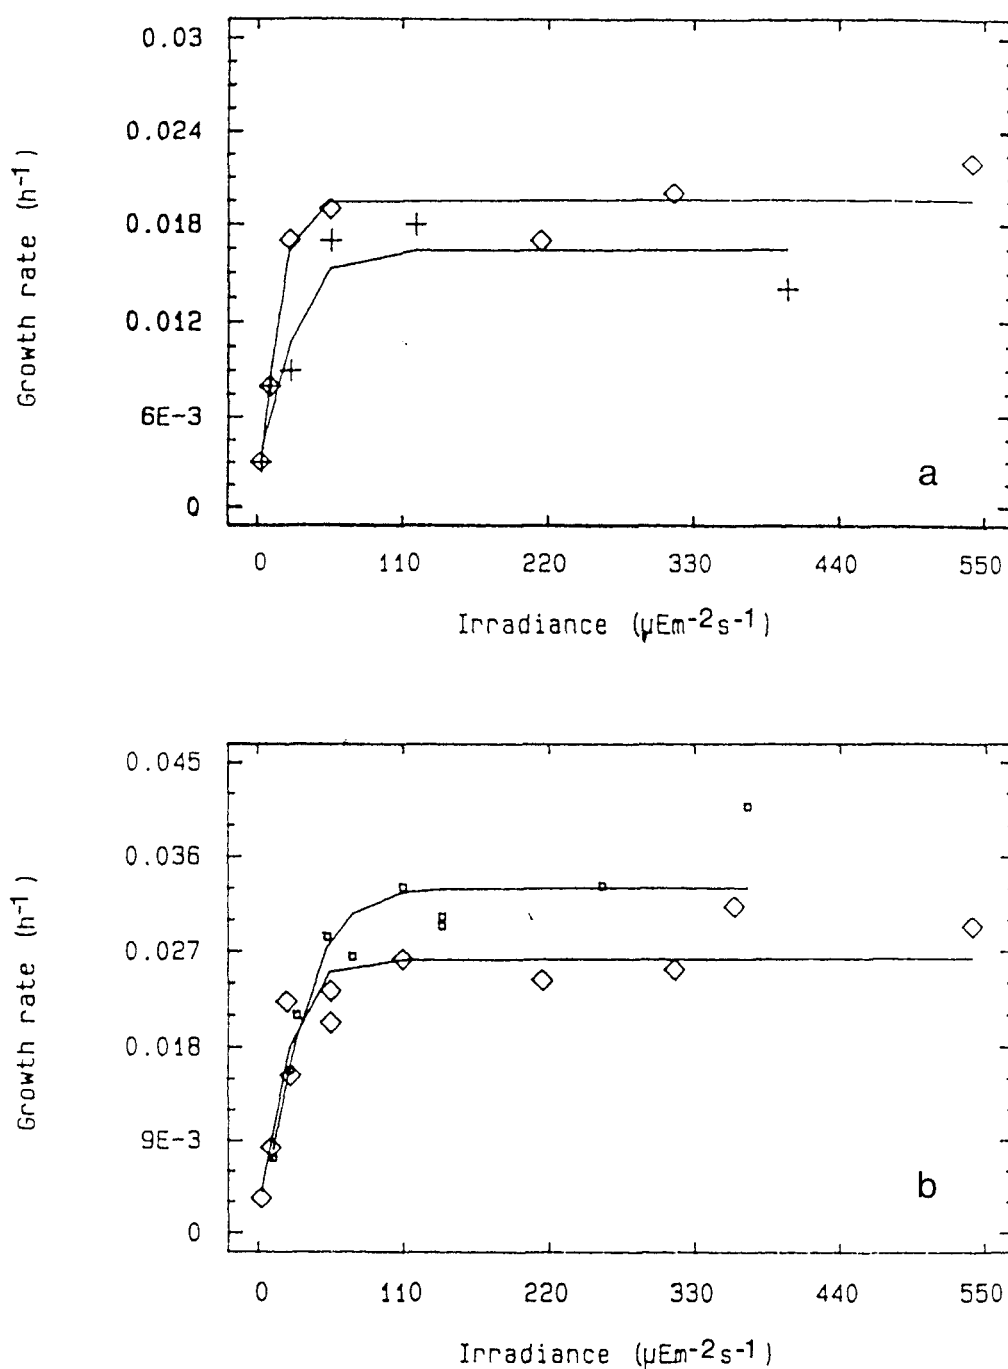 0.03
0.024
0.018
0.012
6E-3
0
Growth rate (h-1)
a
0 110 220 330 440 550
Irradiance (µEm-2s-1)
0.045
0.036
0.027
0.018
9E-3
0
Growth rate (h-1)
b
0 110 220 330 440 550
Irradiance (µEm-2s-1)